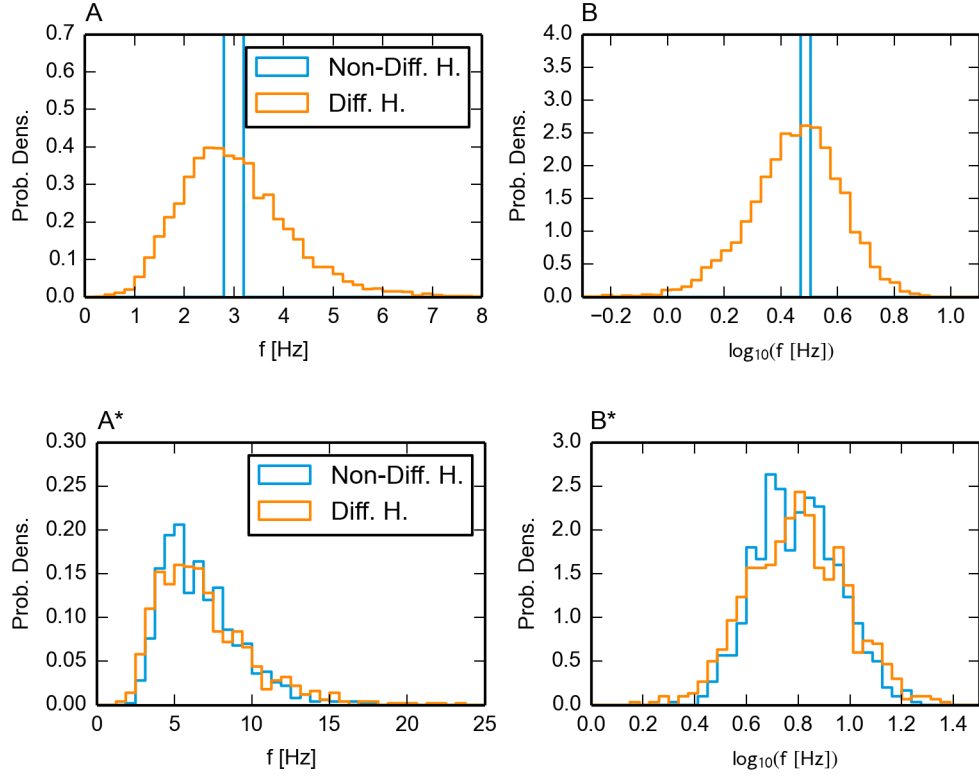 A
0.7
0.6
0.5
0.4
0.3
0.2
0.1
0.0
Prob. Dens.
Non-Diff. H.
Diff. H.
0 1 2 3 4 5 6 7 8
f [Hz]
B
4.0
3.5
3.0
2.5
2.0
1.5
1.0
0.5
0.0
Prob. Dens.
−0.2 0.0 0.2 0.4 0.6 0.8 1.0
log₁₀(f [Hz])
A*
0.30
0.25
0.20
0.15
0.10
0.05
0.00
Prob. Dens.
Non-Diff. H.
Diff. H.
0 5 10 15 20 25
f [Hz]
B*
3.0
2.5
2.0
1.5
1.0
0.5
0.0
Prob. Dens.
0.0 0.2 0.4 0.6 0.8 1.0 1.2 1.4
log₁₀(f [Hz])